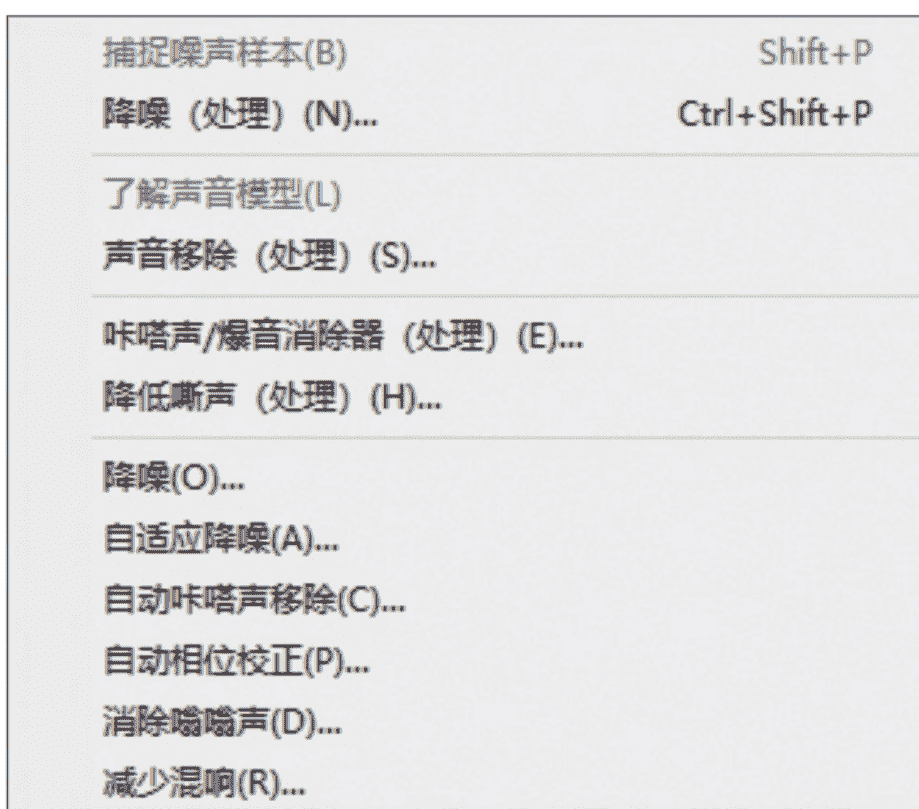 捕捉噪声样本(B) Shift+P
降噪（处理）(N)... Ctrl+Shift+P
了解声音模型(L)
声音移除（处理）(S)...
咔嗒声/爆音消除器（处理）(E)...
降低嘶声（处理）(H)...
降噪(O)...
自适应降噪(A)...
自动咔嗒声移除(C)...
自动相位校正(P)...
消除嗡嗡声(D)...
减少混响(R)...